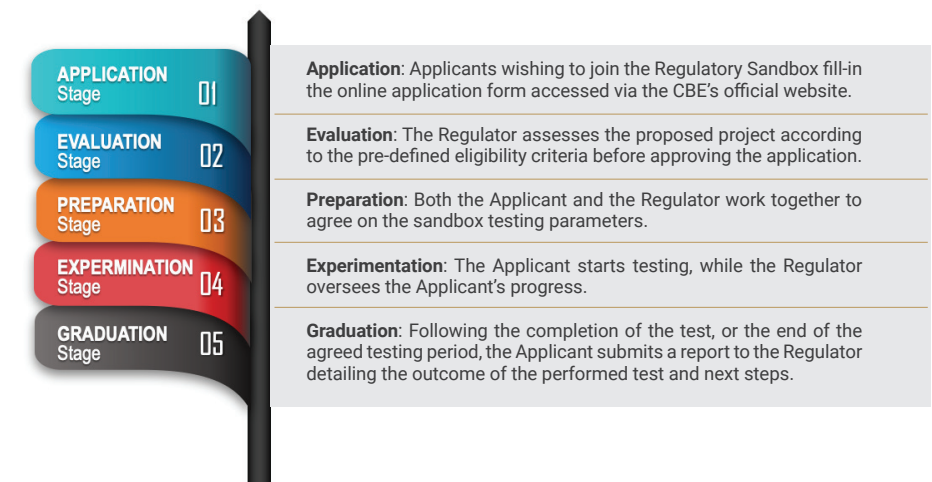 APPLICATION
Stage
01
Application: Applicants wishing to join the Regulatory Sandbox fill-in
the online application form accessed via the CBE's official website.
EVALUATION
Stage
02
Evaluation: The Regulator assesses the proposed project according
to the pre-defined eligibility criteria before approving the application.
PREPARATION
Stage
03
Preparation: Both the Applicant and the Regulator work together to
agree on the sandbox testing parameters.
EXPERMINATION
Stage
04
Experimentation: The Applicant starts testing, while the Regulator
oversees the Applicant's progress.
GRADUATION
Stage
05
Graduation: Following the completion of the test, or the end of the
agreed testing period, the Applicant submits a report to the Regulator
detailing the outcome of the performed test and next steps.